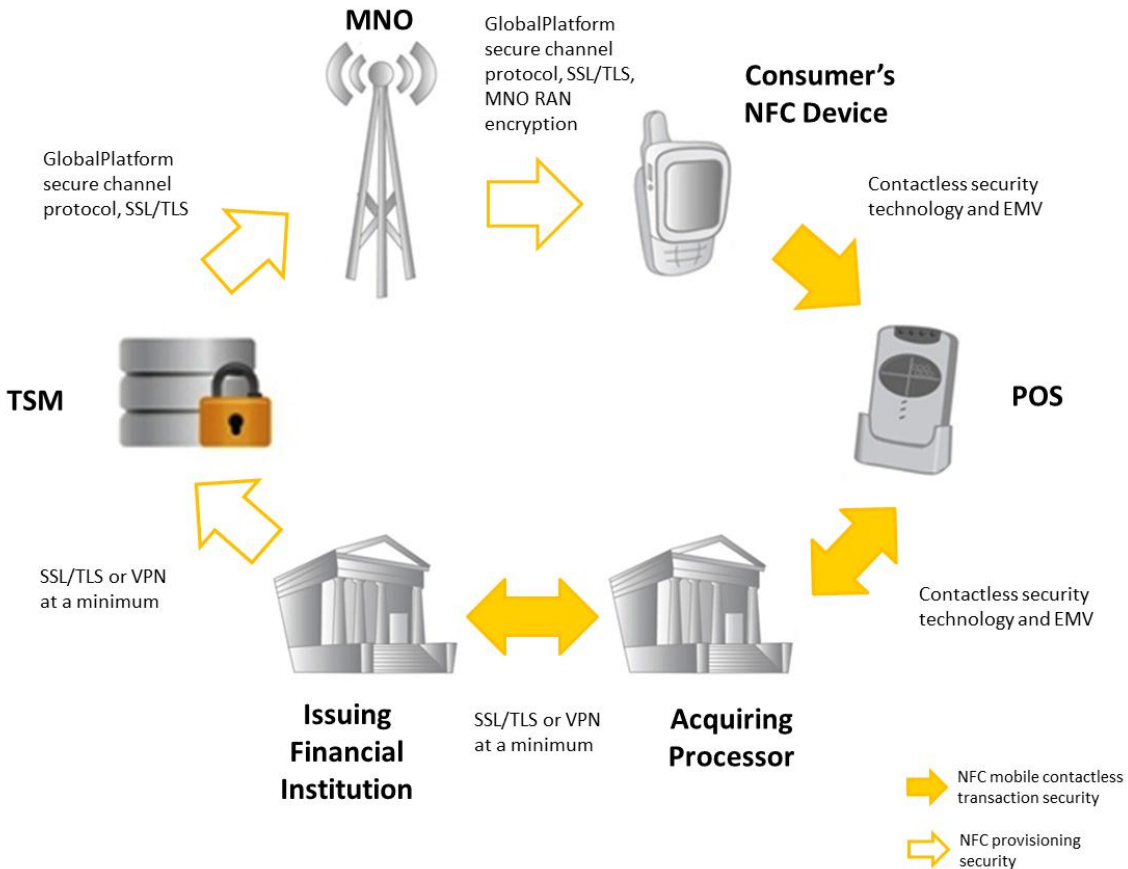 MNO
GlobalPlatform
secure channel
protocol, SSL/TLS,
MNO RAN
encryption
Consumer’s
NFC Device
GlobalPlatform
secure channel
protocol, SSL/TLS
Contactless security
technology and EMV
TSM
POS
SSL/TLS or VPN
at a minimum
Contactless security
technology and EMV
Issuing
Financial
Institution
SSL/TLS or VPN
at a minimum
Acquiring
Processor
NFC mobile contactless
transaction security
NFC provisioning
security